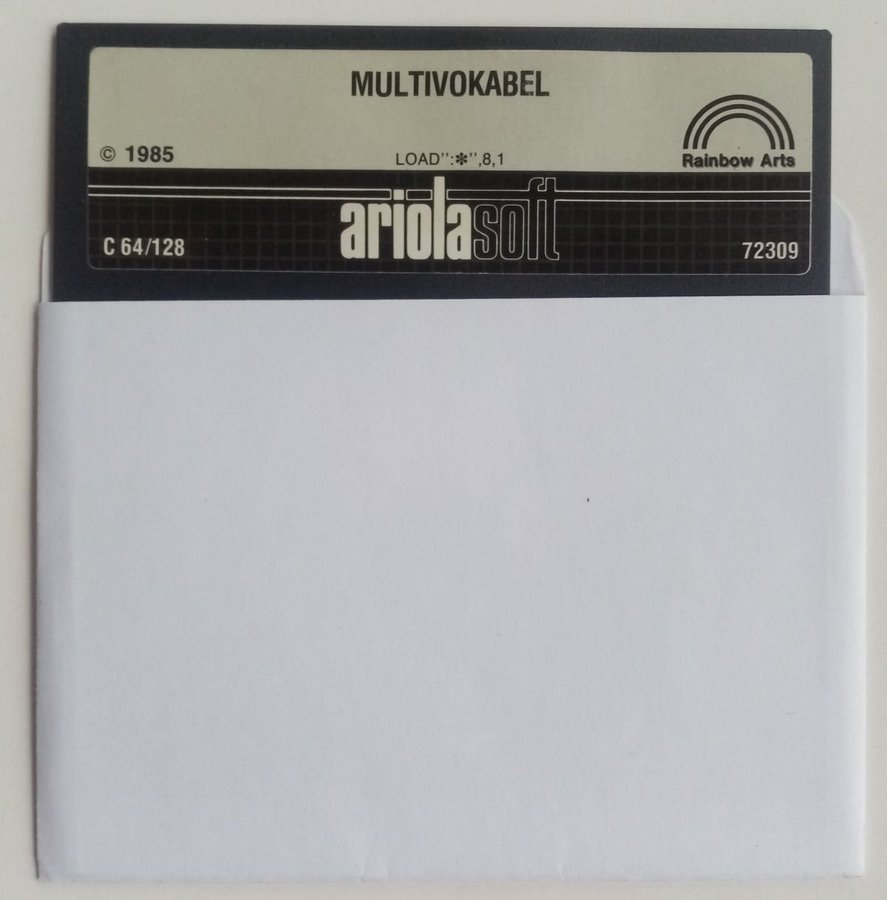 MULTIVOKABEL
© 1985
LOAD":✻",8,1
Rainbow Arts
ariolasoft
C 64/128
72309